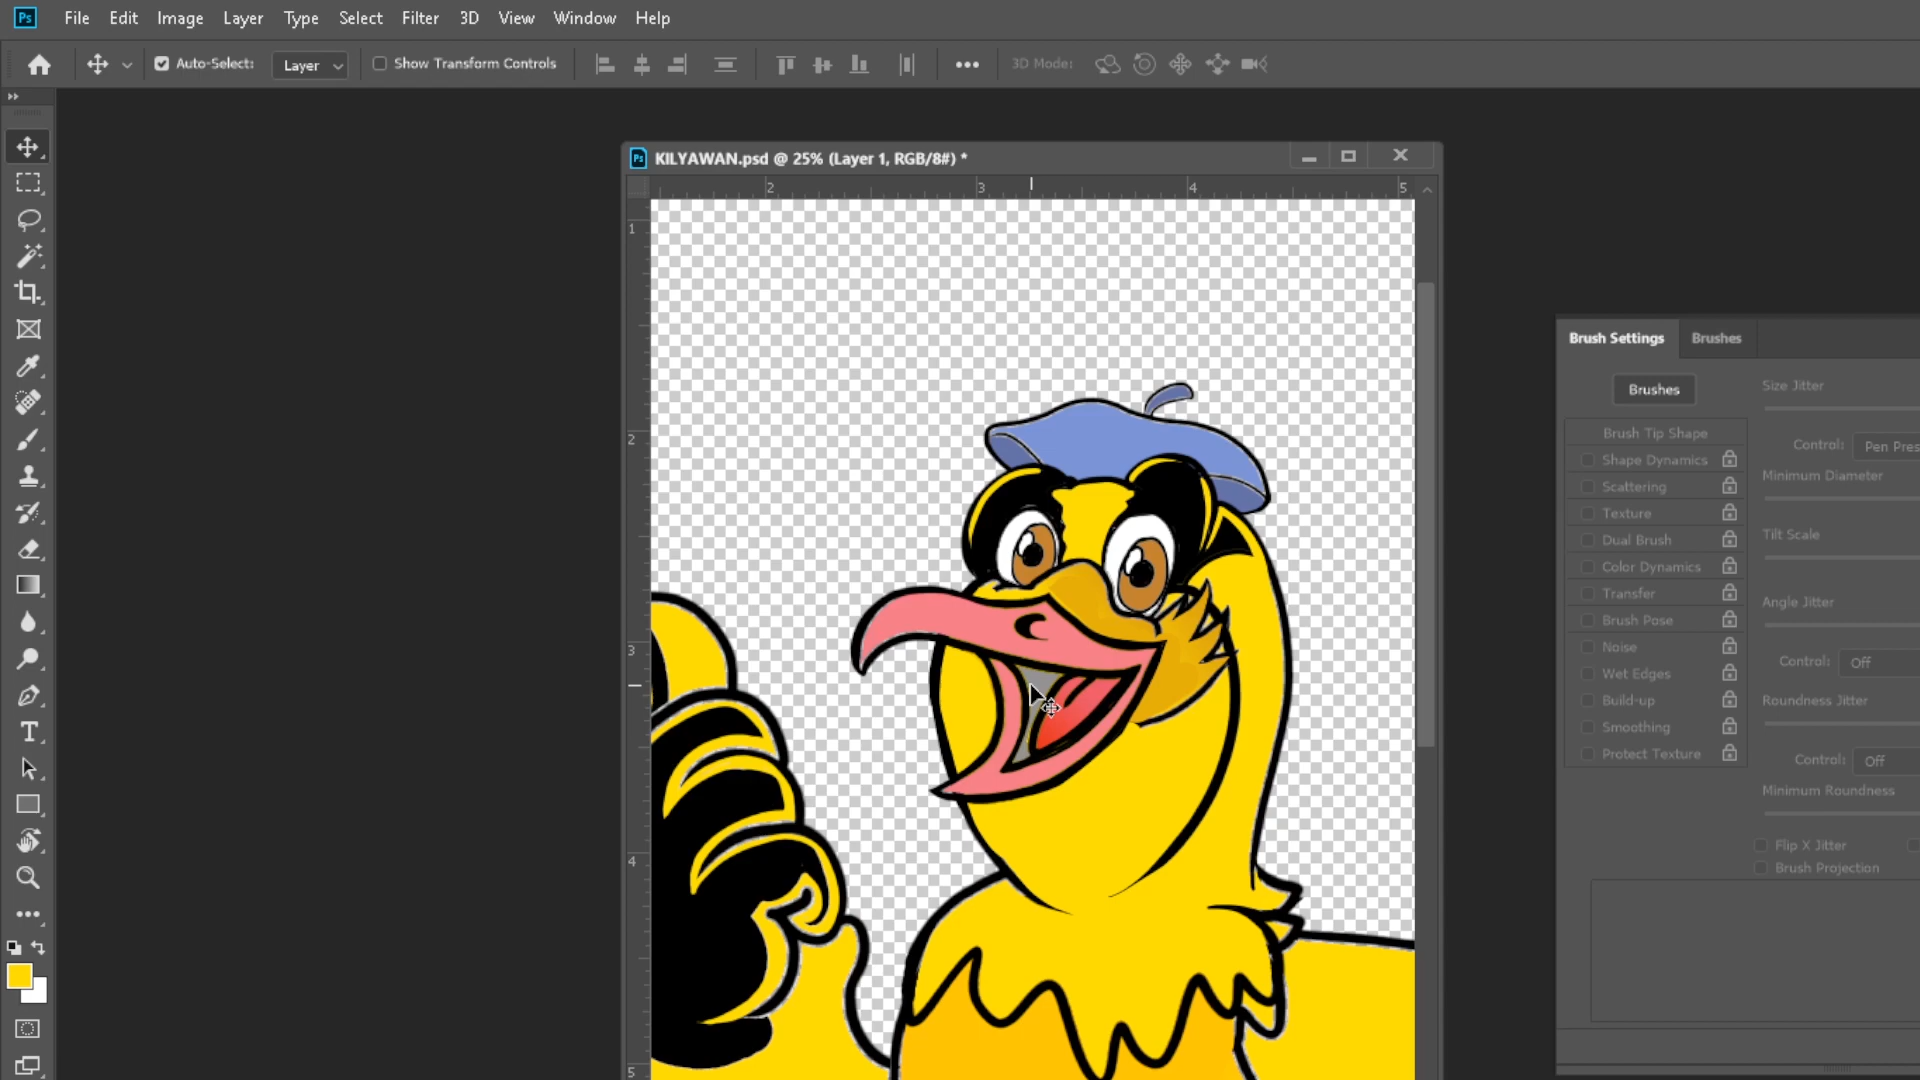 Ps File Edit Image Layer Type Select Filter 3D View Window Help
Auto-Select: Layer Show Transform Controls 3D Mode:
Ps KILYAWAN.psd @ 25% (Layer 1, RGB/8#) *
2 3 4 5
1
2
3
4
5
T
Brush Settings Brushes
Brushes
Brush Tip Shape
Shape Dynamics
Scattering
Texture
Dual Brush
Color Dynamics
Transfer
Brush Pose
Noise
Wet Edges
Build-up
Smoothing
Protect Texture
Size Jitter
Control: Pen Pres
Minimum Diameter
Tilt Scale
Angle Jitter
Control: Off
Roundness Jitter
Control: Off
Minimum Roundness
Flip X Jitter
Brush Projection